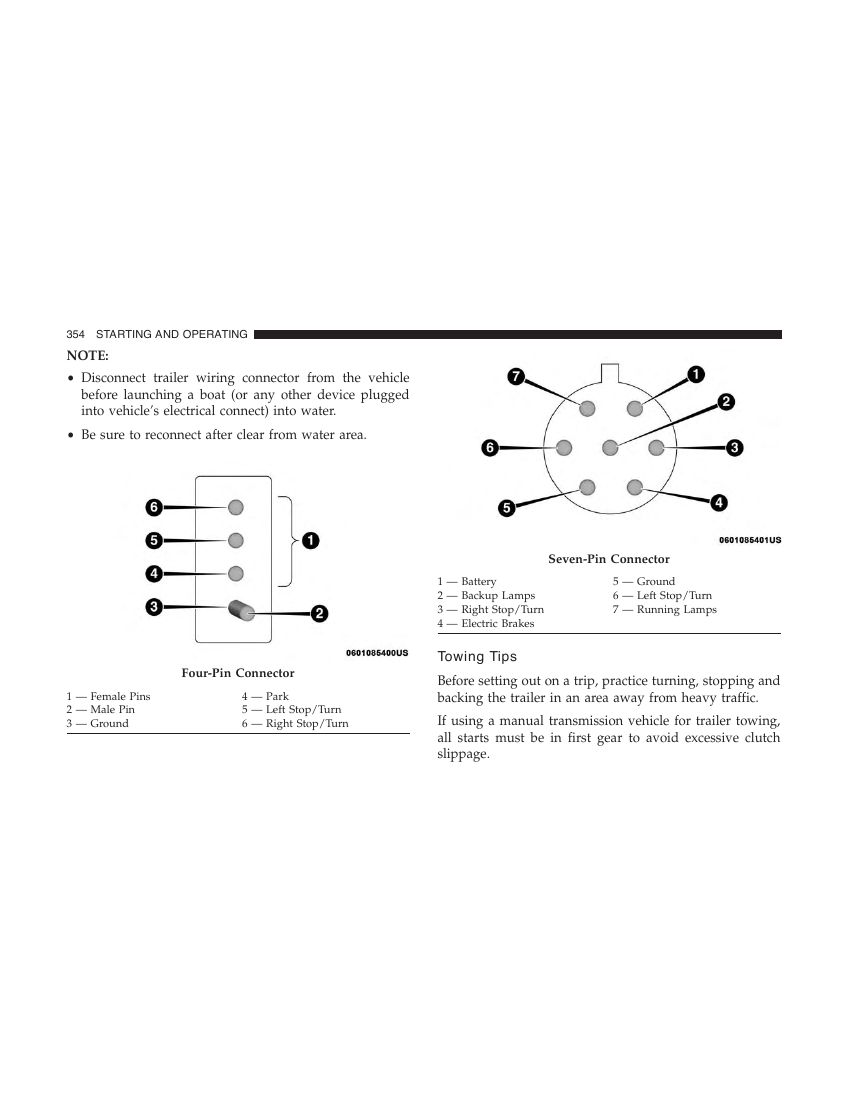 354 STARTING AND OPERATING
NOTE:
• Disconnect trailer wiring connector from the vehicle
before launching a boat (or any other device plugged
into vehicle's electrical connect) into water.
• Be sure to reconnect after clear from water area.
6
5
4
3
1
2
0601085400US
Four-Pin Connector
1 — Female Pins
2 — Male Pin
3 — Ground
4 — Park
5 — Left Stop/Turn
6 — Right Stop/Turn
7
1
2
6
3
5
4
0601085401US
Seven-Pin Connector
1 — Battery
2 — Backup Lamps
3 — Right Stop/Turn
4 — Electric Brakes
5 — Ground
6 — Left Stop/Turn
7 — Running Lamps
Towing Tips
Before setting out on a trip, practice turning, stopping and
backing the trailer in an area away from heavy traffic.
If using a manual transmission vehicle for trailer towing,
all starts must be in first gear to avoid excessive clutch
slippage.